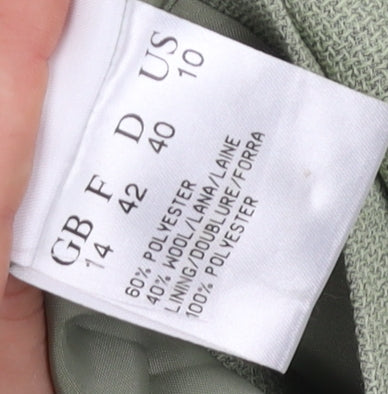 GB F D US
14 42 40 10
60% POLYESTER
40% WOOL/LANA/LAINE
LINING/DOUBLURE/FORRA
100% POLYESTER